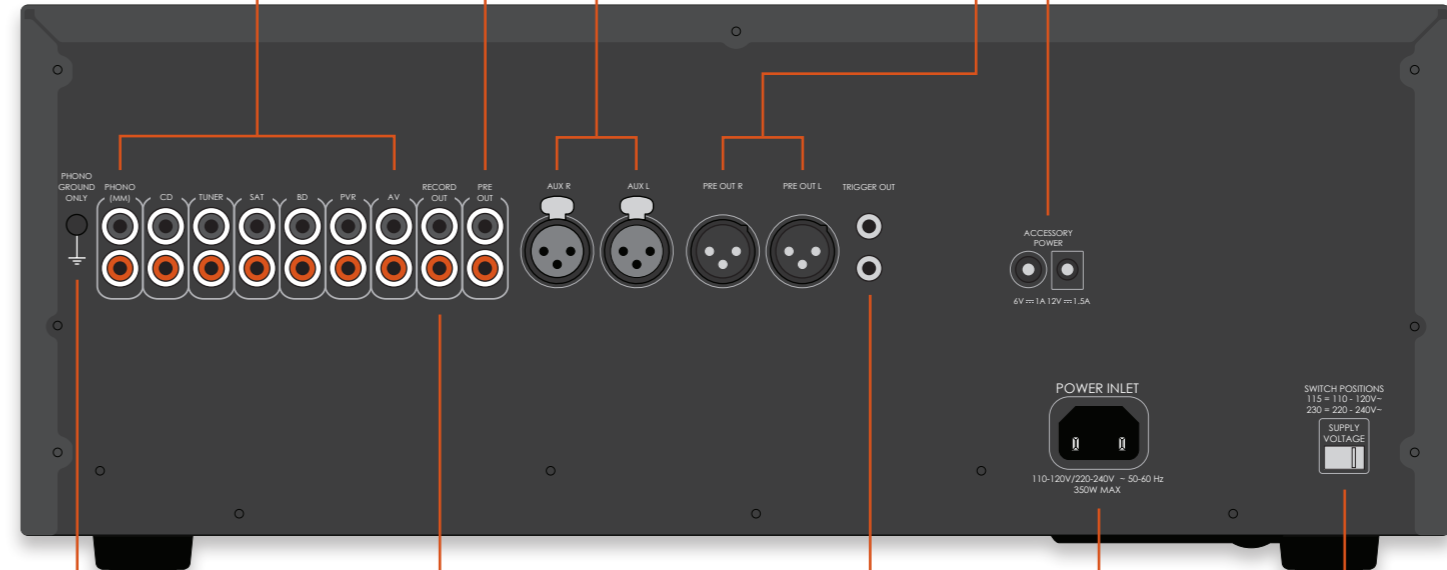 PHONO
GROUND
ONLY
PHONO
(MM)
CD
TUNER
SAT
BD
PVR
AV
RECORD
OUT
PRE
OUT
AUX R
AUX L
PRE OUT R
PRE OUT L
TRIGGER OUT
ACCESSORY
POWER
6V ⎓ 1A 12V ⎓ 1.5A
POWER INLET
110-120V/220-240V ~ 50-60 Hz
350W MAX
SWITCH POSITIONS
115 = 110 - 120V~
230 = 220 - 240V~
SUPPLY
VOLTAGE